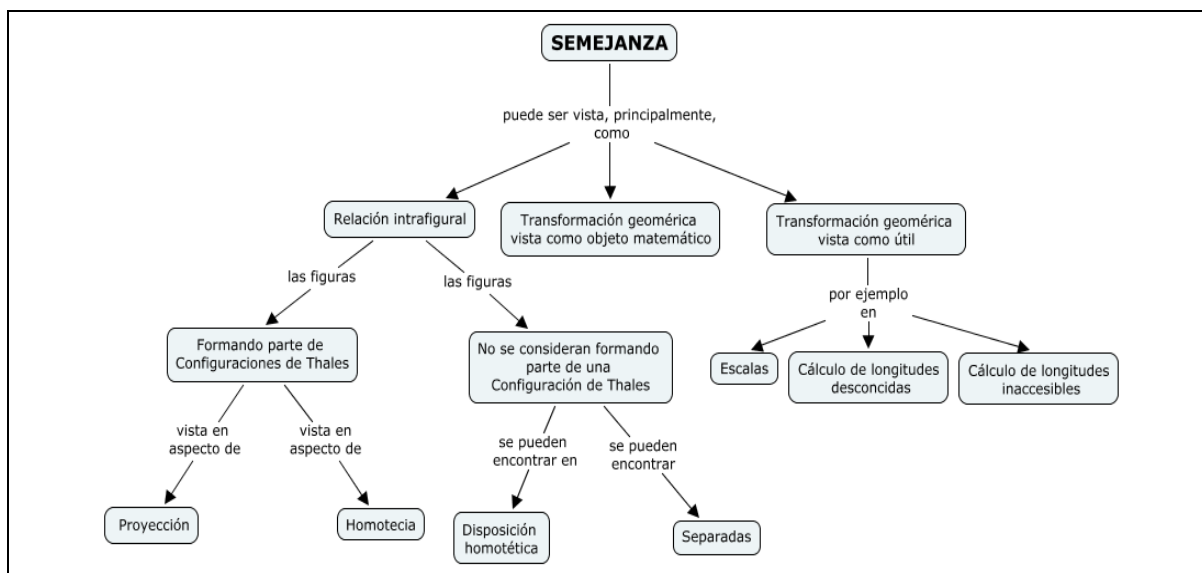 SEMEJANZA
puede ser vista, principalmente,
como
Relación intrafigural
Transformación geomérica
vista como objeto matemático
Transformación geomérica
vista como útil
las figuras
las figuras
por ejemplo
en
Formando parte de
Configuraciones de Thales
No se consideran formando
parte de una
Configuración de Thales
Escalas
Cálculo de longitudes
desconcidas
Cálculo de longitudes
inaccesibles
vista en
aspecto de
vista en
aspecto de
se pueden
encontrar en
se pueden
encontrar
Proyección
Homotecia
Disposición
homotética
Separadas